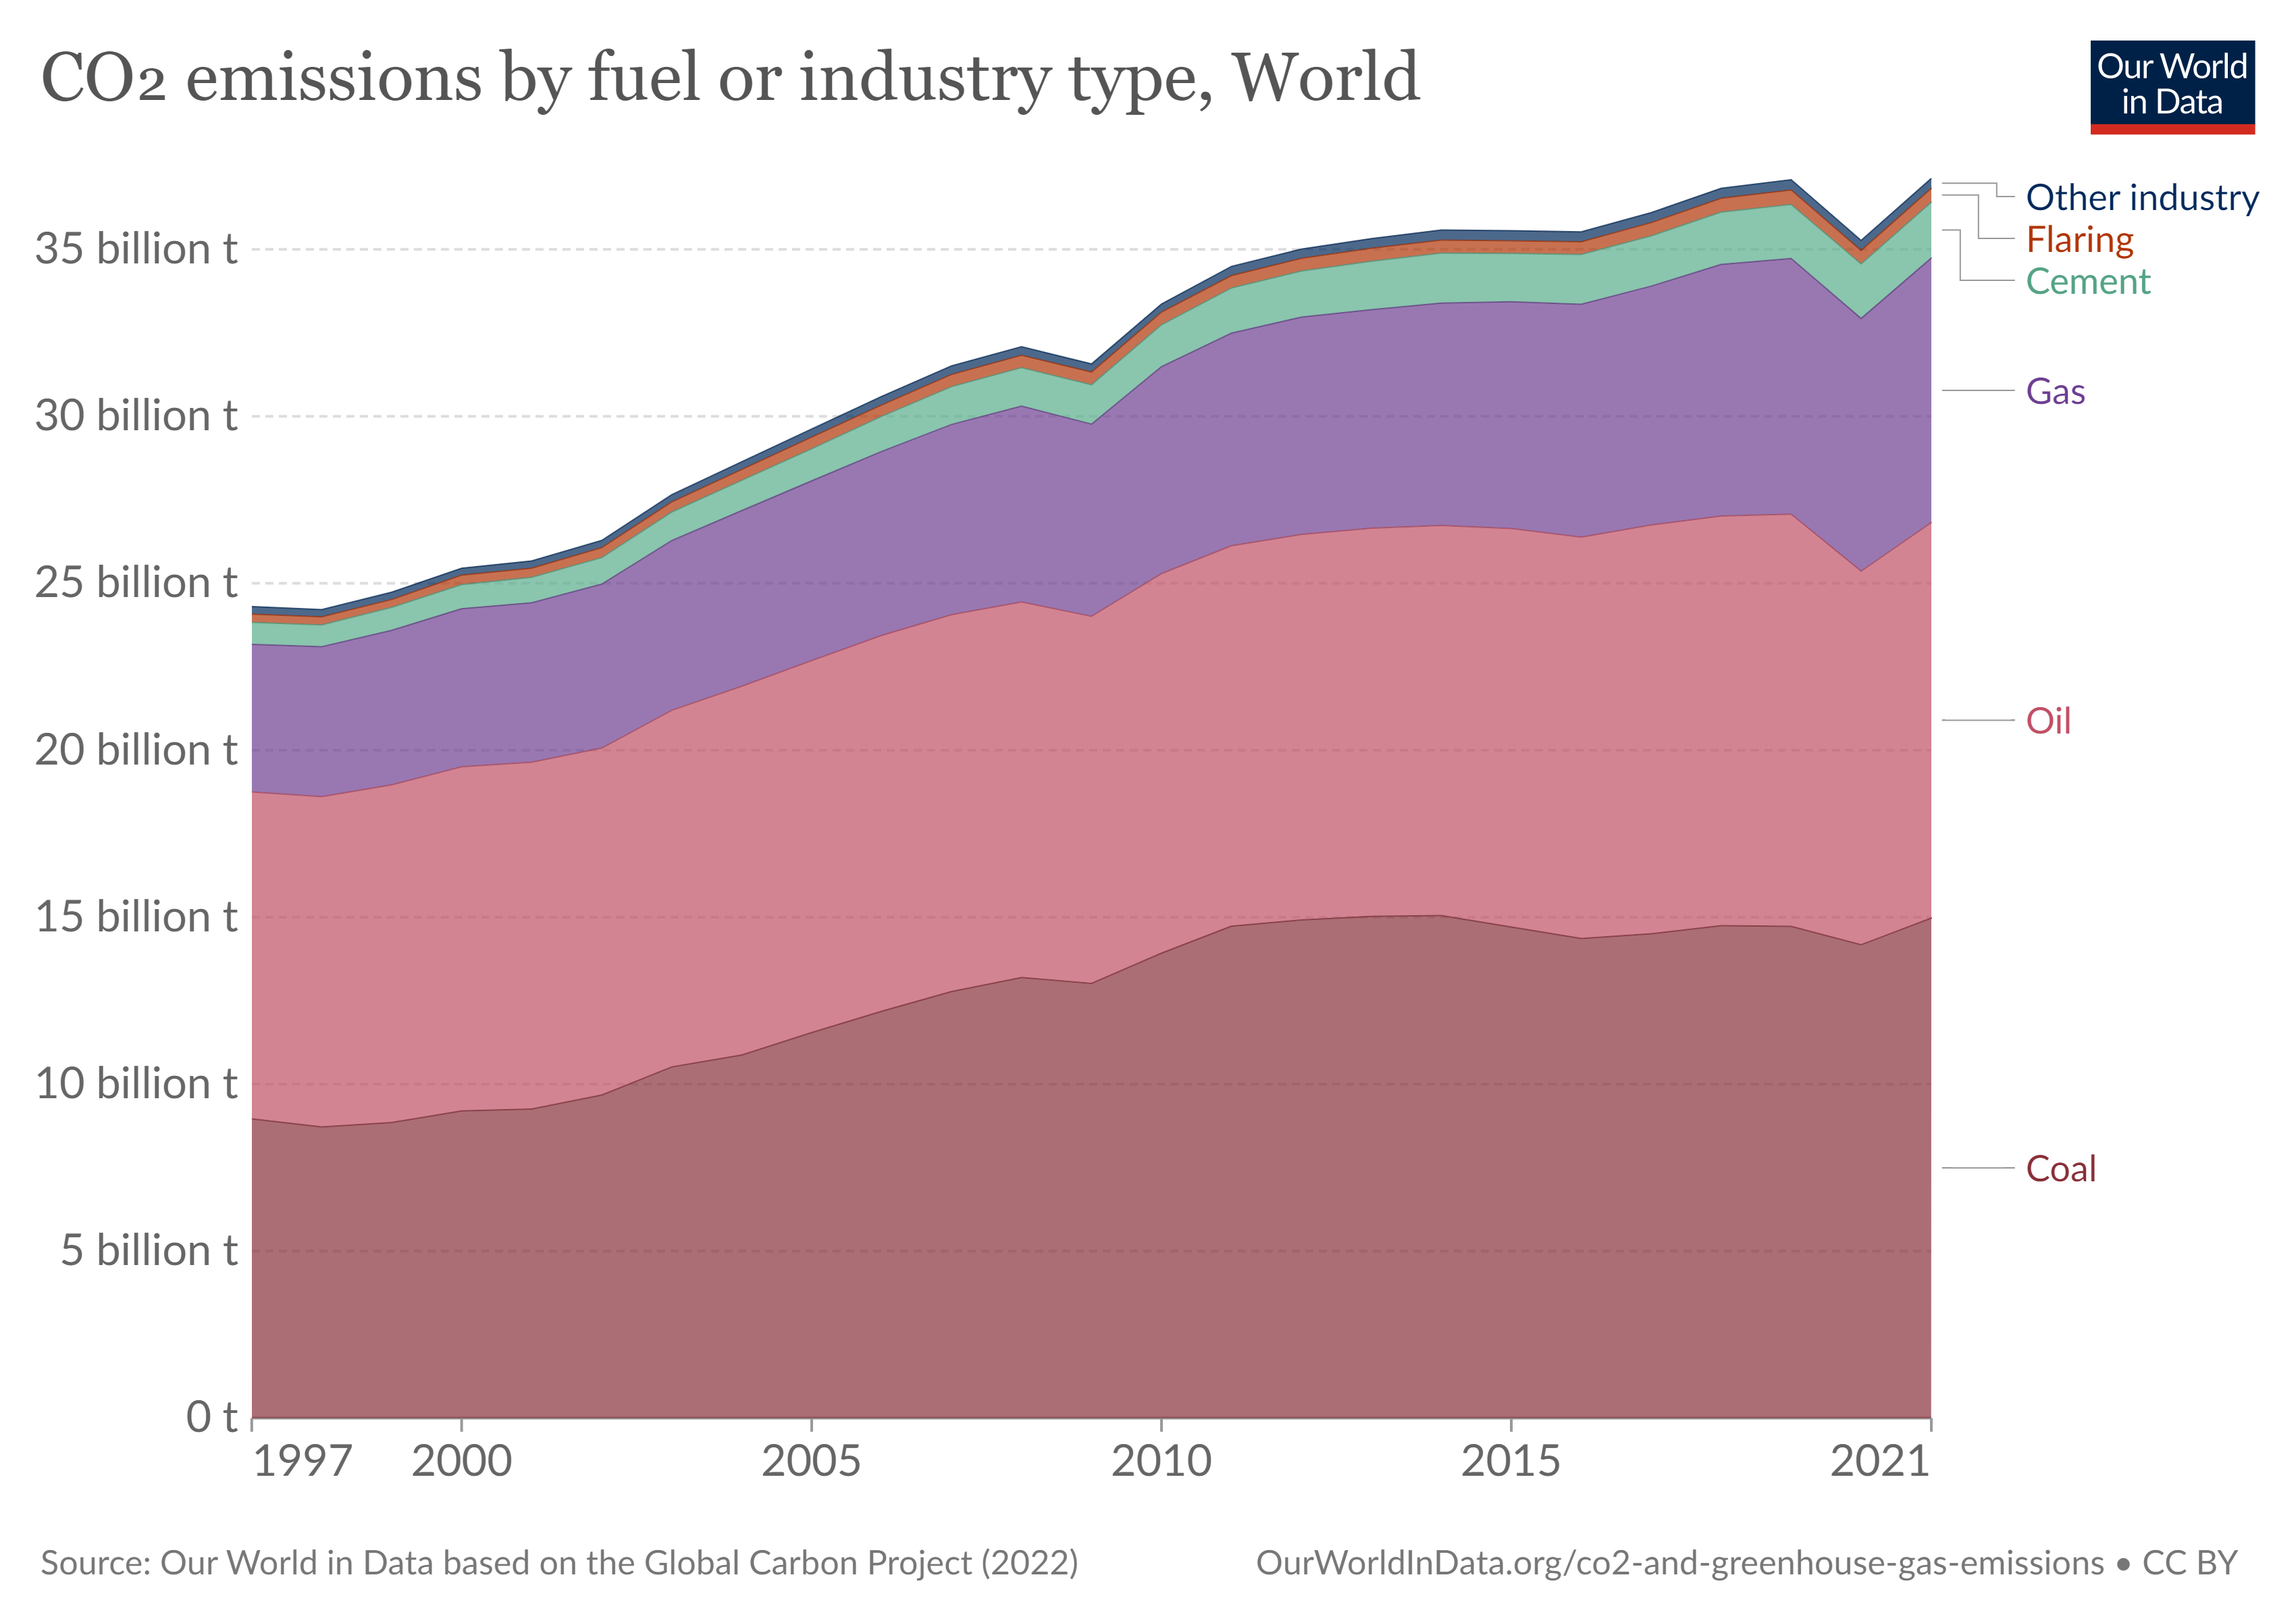 CO2 emissions by fuel or industry type, World
Our World
in Data
35 billion t
30 billion t
25 billion t
20 billion t
15 billion t
10 billion t
5 billion t
0 t
Other industry
Flaring
Cement
Gas
Oil
Coal
1997 2000 2005 2010 2015 2021
Source: Our World in Data based on the Global Carbon Project (2022)
OurWorldInData.org/co2-and-greenhouse-gas-emissions • CC BY